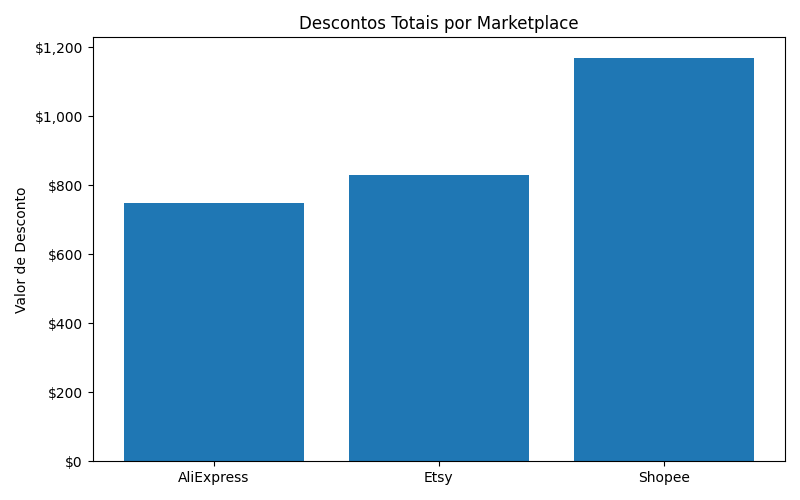 Descontos Totais por Marketplace
Valor de Desconto
$1,200
$1,000
$800
$600
$400
$200
$0
AliExpress
Etsy
Shopee